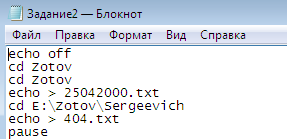 Задание2 — Блокнот
Файл Правка Формат Вид Справка
echo off
cd Zotov
cd Zotov
echo > 25042000.txt
cd E:\Zotov\Sergeevich
echo > 404.txt
pause